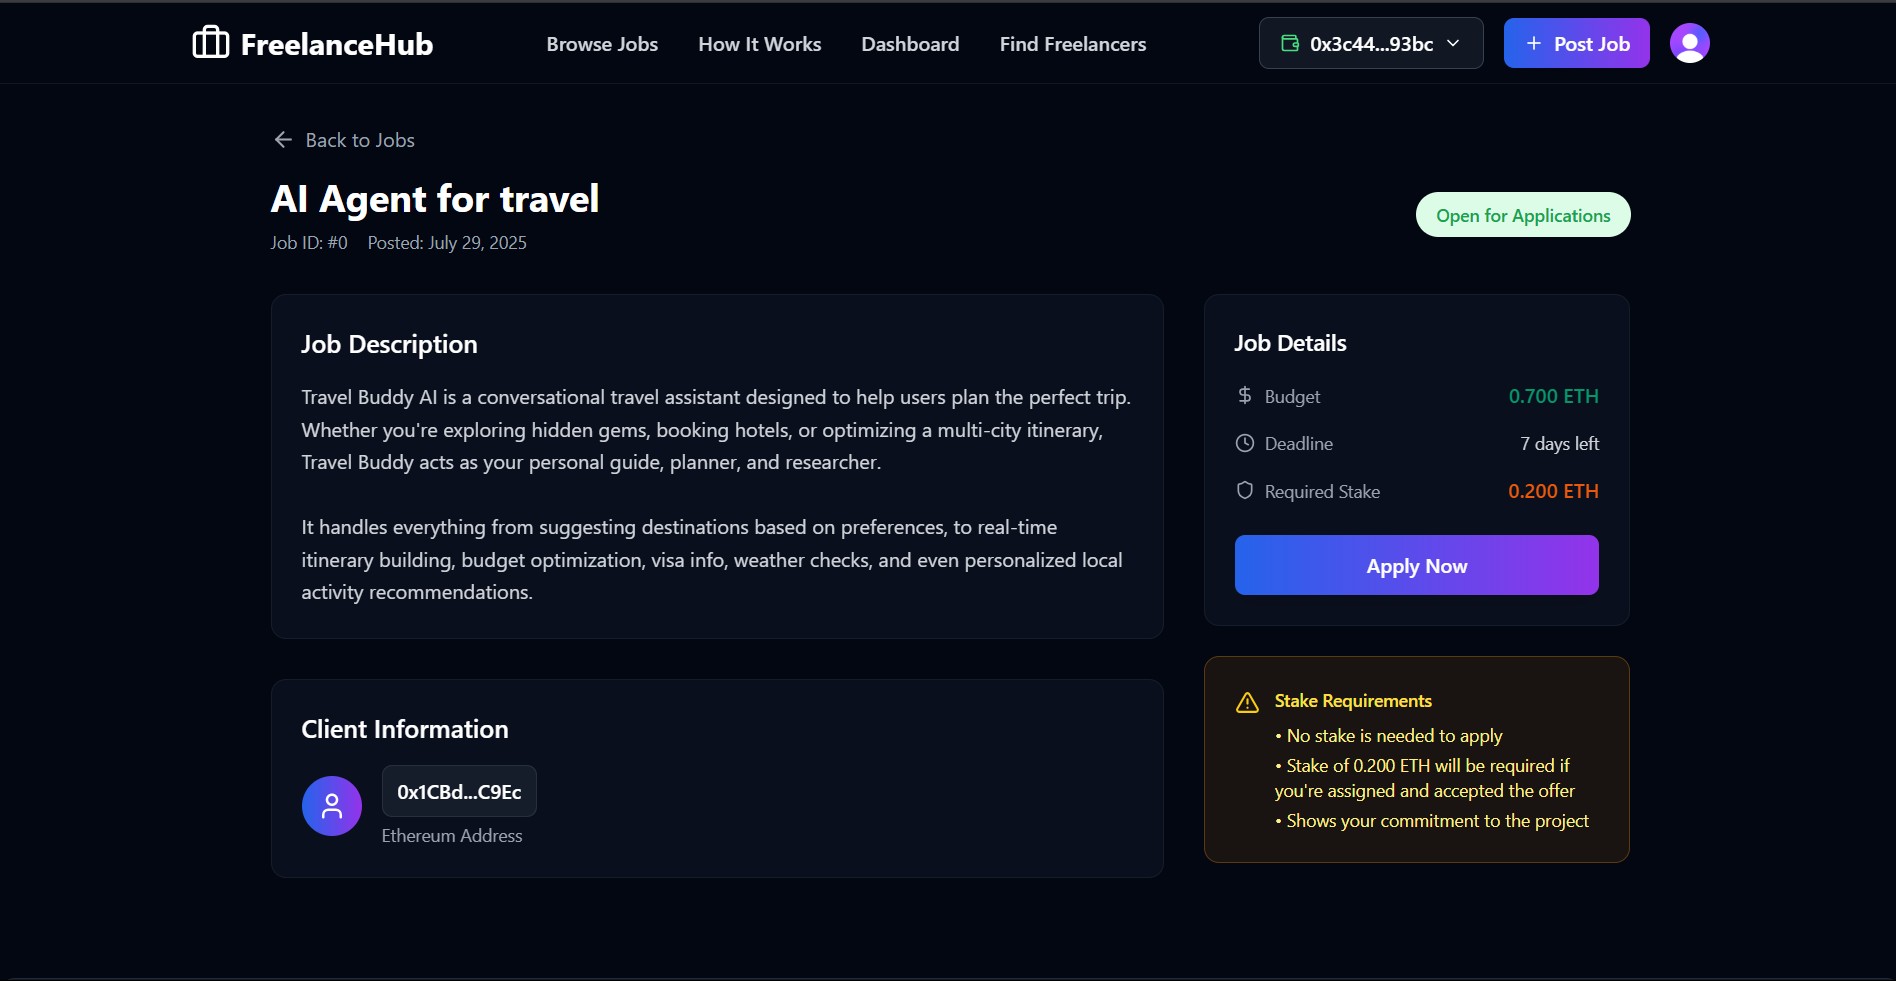 FreelanceHub
Browse Jobs
How It Works
Dashboard
Find Freelancers
0x3c44...93bc
+ Post Job
Back to Jobs
AI Agent for travel
Job ID: #0 Posted: July 29, 2025
Open for Applications
Job Description
Travel Buddy AI is a conversational travel assistant designed to help users plan the perfect trip.
Whether you're exploring hidden gems, booking hotels, or optimizing a multi-city itinerary,
Travel Buddy acts as your personal guide, planner, and researcher.
It handles everything from suggesting destinations based on preferences, to real-time
itinerary building, budget optimization, visa info, weather checks, and even personalized local
activity recommendations.
Client Information
0x1CBd...C9Ec
Ethereum Address
Job Details
$ Budget 0.700 ETH
Deadline 7 days left
Required Stake 0.200 ETH
Apply Now
Stake Requirements
• No stake is needed to apply
• Stake of 0.200 ETH will be required if
you're assigned and accepted the offer
• Shows your commitment to the project